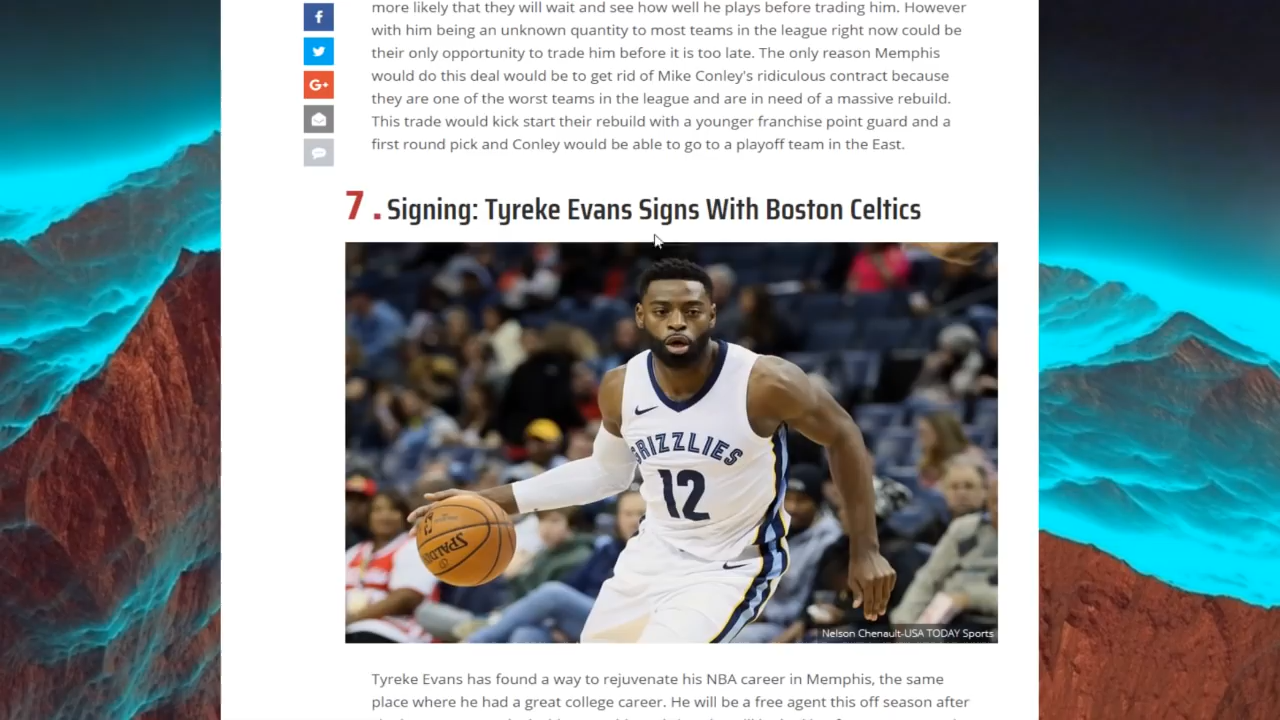 more likely that they will wait and see how well he plays before trading him. However
with him being an unknown quantity to most teams in the league right now could be
their only opportunity to trade him before it is too late. The only reason Memphis
would do this deal would be to get rid of Mike Conley's ridiculous contract because
they are one of the worst teams in the league and are in need of a massive rebuild.
This trade would kick start their rebuild with a younger franchise point guard and a
first round pick and Conley would be able to go to a playoff team in the East.
7 . Signing: Tyreke Evans Signs With Boston Celtics
GRIZZLIES
12
SPALDING
Nelson Chenault-USA TODAY Sports
Tyreke Evans has found a way to rejuvenate his NBA career in Memphis, the same
place where he had a great college career. He will be a free agent this off season after